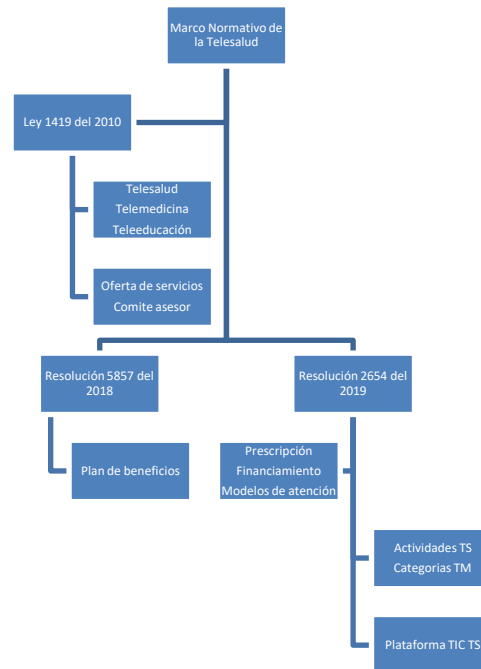 Marco Normativo de
la Telesalud
Ley 1419 del 2010
Telesalud
Telemedicina
Teleeducación
Oferta de servicios
Comite asesor
Resolución 5857 del
2018
Resolución 2654 del
2019
Plan de beneficios
Prescripción
Financiamiento
Modelos de atención
Actividades TS
Categorias TM
Plataforma TIC TS